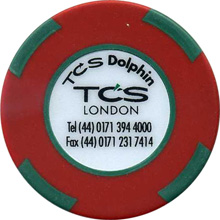 TCS Dolphin
TCS
LONDON
Tel (44) 0171 394 4000
Fax (44) 0171 231 7414